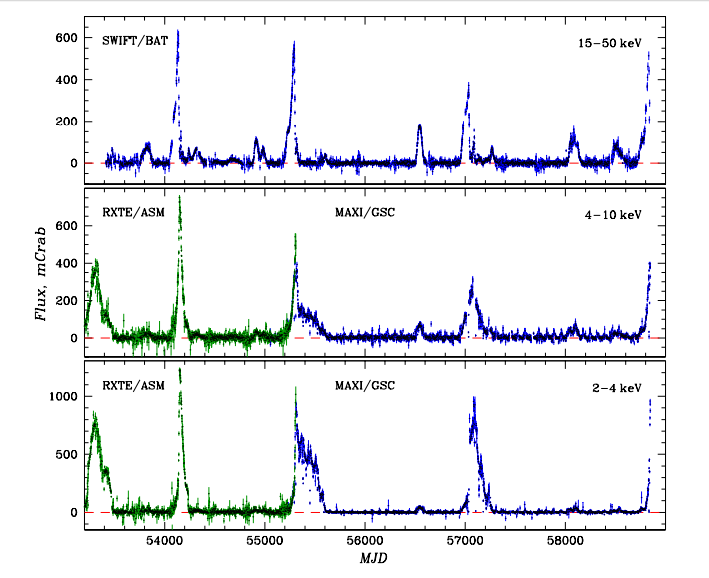 SWIFT/BAT 15−50 keV
600
400
200
0
RXTE/ASM MAXI/GSC 4−10 keV
600
400
200
0
Flux, mCrab
RXTE/ASM MAXI/GSC 2−4 keV
1000
500
0
54000 55000 56000 57000 58000
MJD